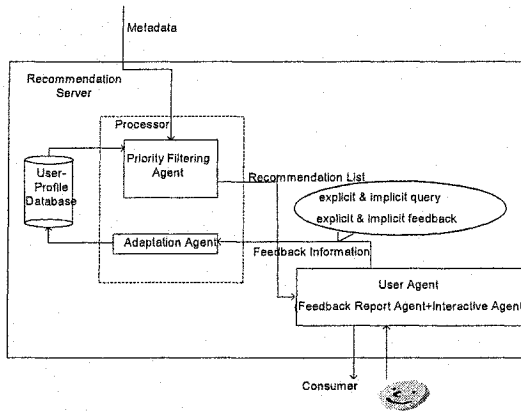 Metadata
Recommendation
Server
Processor
Priority Filtering
Agent
User-
Profile
Database
Recommendation List
explicit & implicit query
explicit & implicit feedback
Adaptation Agent
Feedback Information
User Agent
Feedback Report Agent+Interactive Agent
Consumer